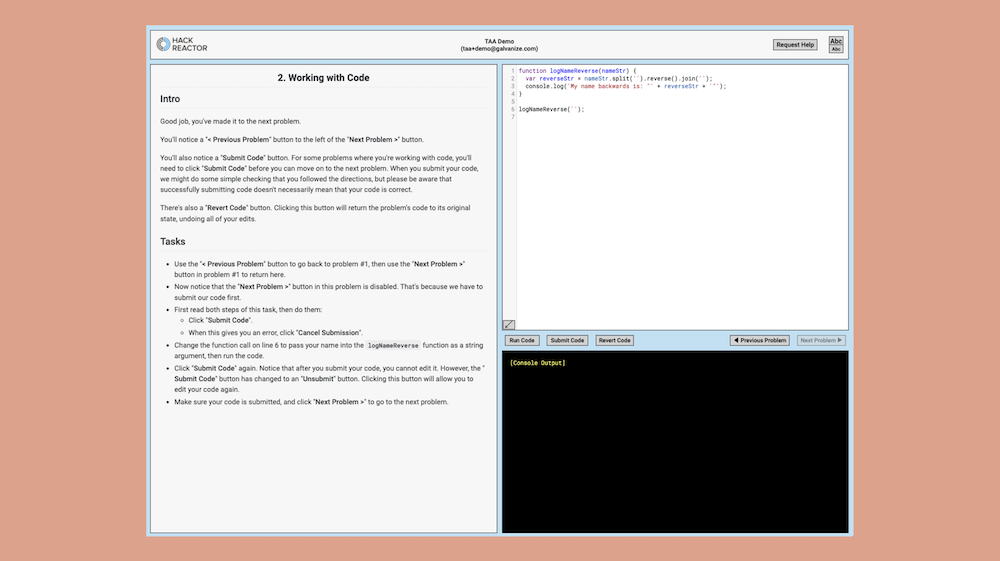 HACK
REACTOR
TAA Demo
(taa+demo@galvanize.com)
Request Help
Abc
Abc
2. Working with Code
Intro
Good job, you've made it to the next problem.
You'll notice a "< Previous Problem" button to the left of the "Next Problem >" button.
You'll also notice a "Submit Code" button. For some problems where you're working with code, you'll
need to click "Submit Code" before you can move on to the next problem. When you submit your code,
we might do some simple checking that you followed the directions, but please be aware that
successfully submitting code doesn't necessarily mean that your code is correct.
There's also a "Revert Code" button. Clicking this button will return the problem's code to its original
state, undoing all of your edits.
Tasks
• Use the "< Previous Problem" button to go back to problem #1, then use the "Next Problem >"
button in problem #1 to return here.
• Now notice that the "Next Problem >" button in this problem is disabled. That's because we have to
submit our code first.
• First read both steps of this task, then do them:
◦ Click "Submit Code".
◦ When this gives you an error, click "Cancel Submission".
• Change the function call on line 6 to pass your name into the logNameReverse function as a string
argument, then run the code.
• Click "Submit Code" again. Notice that after you submit your code, you cannot edit it. However, the "
Submit Code" button has changed to an "Unsubmit" button. Clicking this button will allow you to
edit your code again.
• Make sure your code is submitted, and click "Next Problem >" to go to the next problem.
1 function logNameReverse(nameStr) {
2 var reverseStr = nameStr.split('').reverse().join('');
3 console.log('My name backwards is: "' + reverseStr + '"');
4 }
5
6 logNameReverse('');
7
Run Code
Submit Code
Revert Code
◀ Previous Problem
Next Problem ▶
[Console Output]